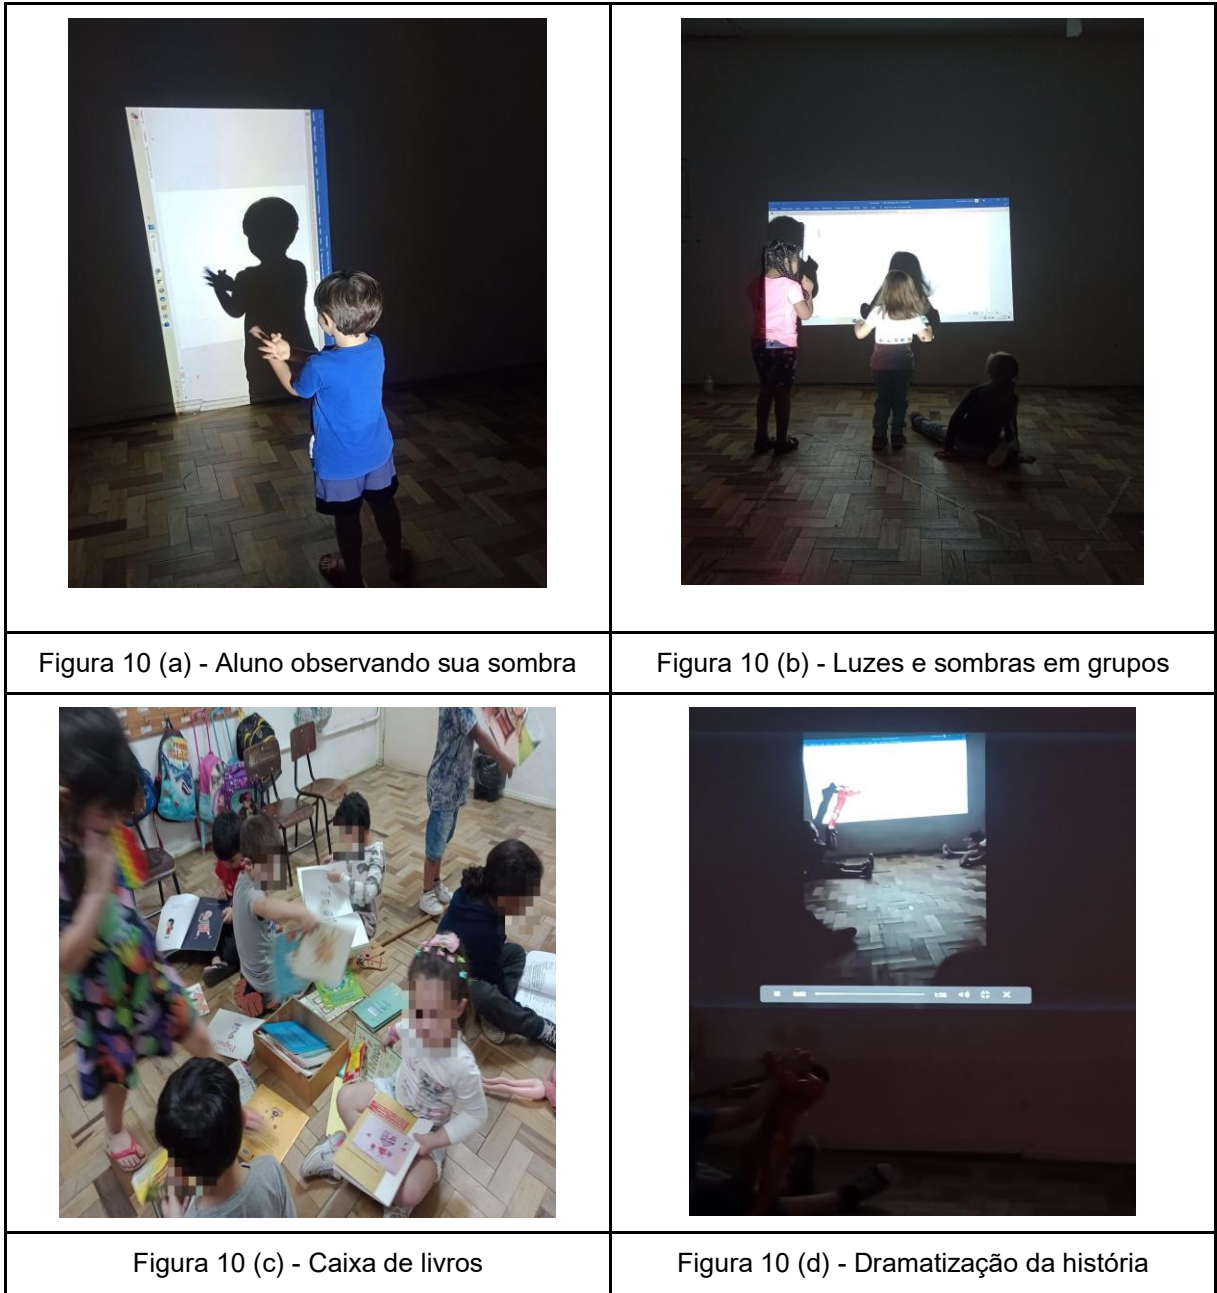 Figura 10 (a) - Aluno observando sua sombra
Figura 10 (b) - Luzes e sombras em grupos
Figura 10 (c) - Caixa de livros
Figura 10 (d) - Dramatização da história